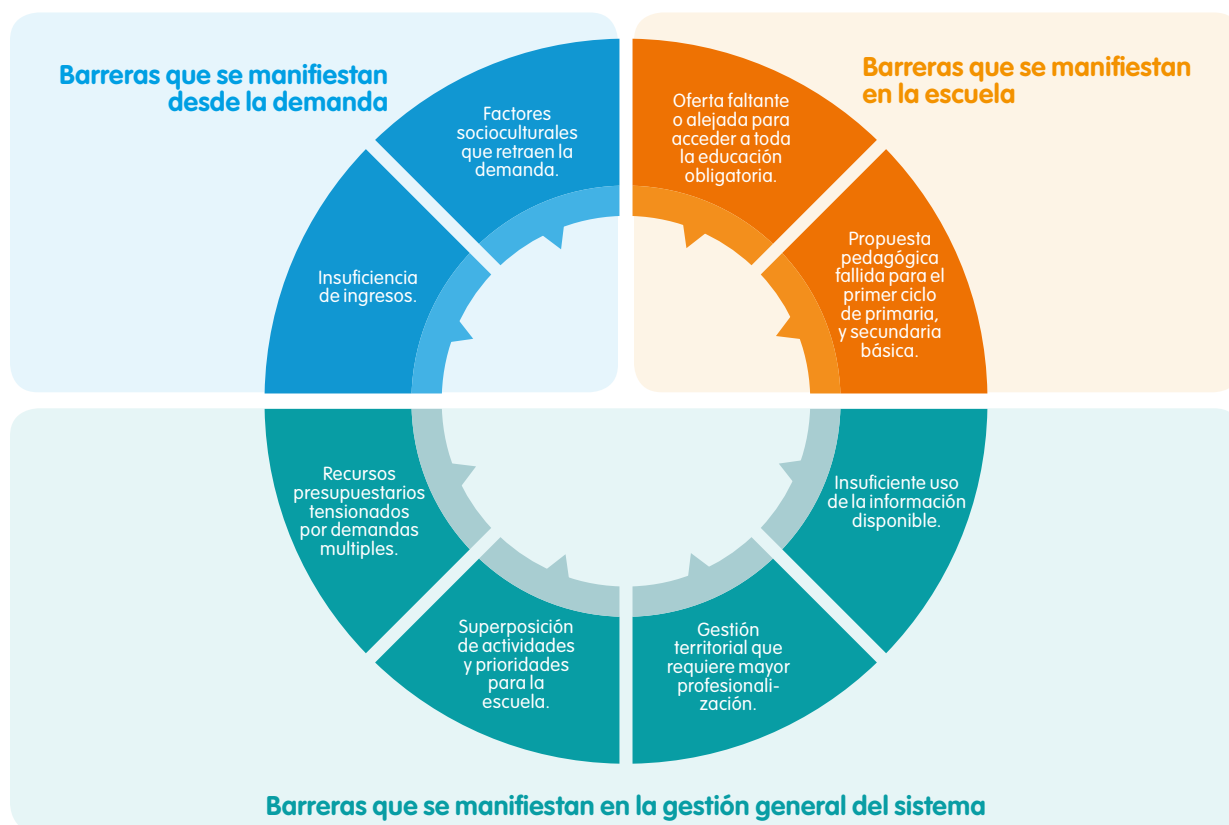 Barreras que se manifiestan
desde la demanda
Factores
socioculturales
que retraen la
demanda.
Insuficiencia
de ingresos.
Barreras que se manifiestan
en la escuela
Oferta faltante
o alejada para
acceder a toda
la educación
obligatoria.
Propuesta
pedagógica
fallida para el
primer ciclo
de primaria,
y secundaria
básica.
Recursos
presupuestarios
tensionados
por demandas
multiples.
Superposición
de actividades
y prioridades
para la
escuela.
Gestión
territorial que
requiere mayor
profesionali-
zación.
Insuficiente uso
de la información
disponible.
Barreras que se manifiestan en la gestión general del sistema